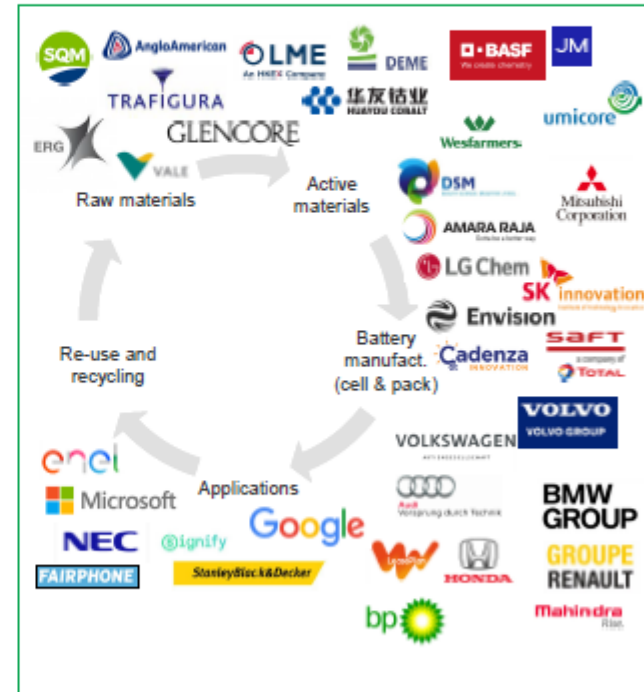 SQM
AngloAmerican
LME
An HKEX Company
DEME
BASF
We create chemistry
JM
TRAFIGURA
华友钴业
HUAYOU COBALT
umicore
ERG
GLENCORE
Wesfarmers
VALE
Raw materials
Active
materials
DSM
Mitsubishi
Corporation
AMARA RAJA
LG Chem
SK innovation
Envision
Battery
manufact.
(cell & pack)
Cadenza
INNOVATION
SAFT
a company of
TOTAL
Re-use and
recycling
VOLVO
VOLVO GROUP
VOLKSWAGEN
AKTIENGESELLSCHAFT
enel
Microsoft
Applications
Audi
Vorsprung durch Technik
BMW
GROUP
Google
NEC
Signify
LeasePlan
HONDA
GROUPE
RENAULT
FAIRPHONE
StanleyBlack&Decker
bp
Mahindra
Rise.